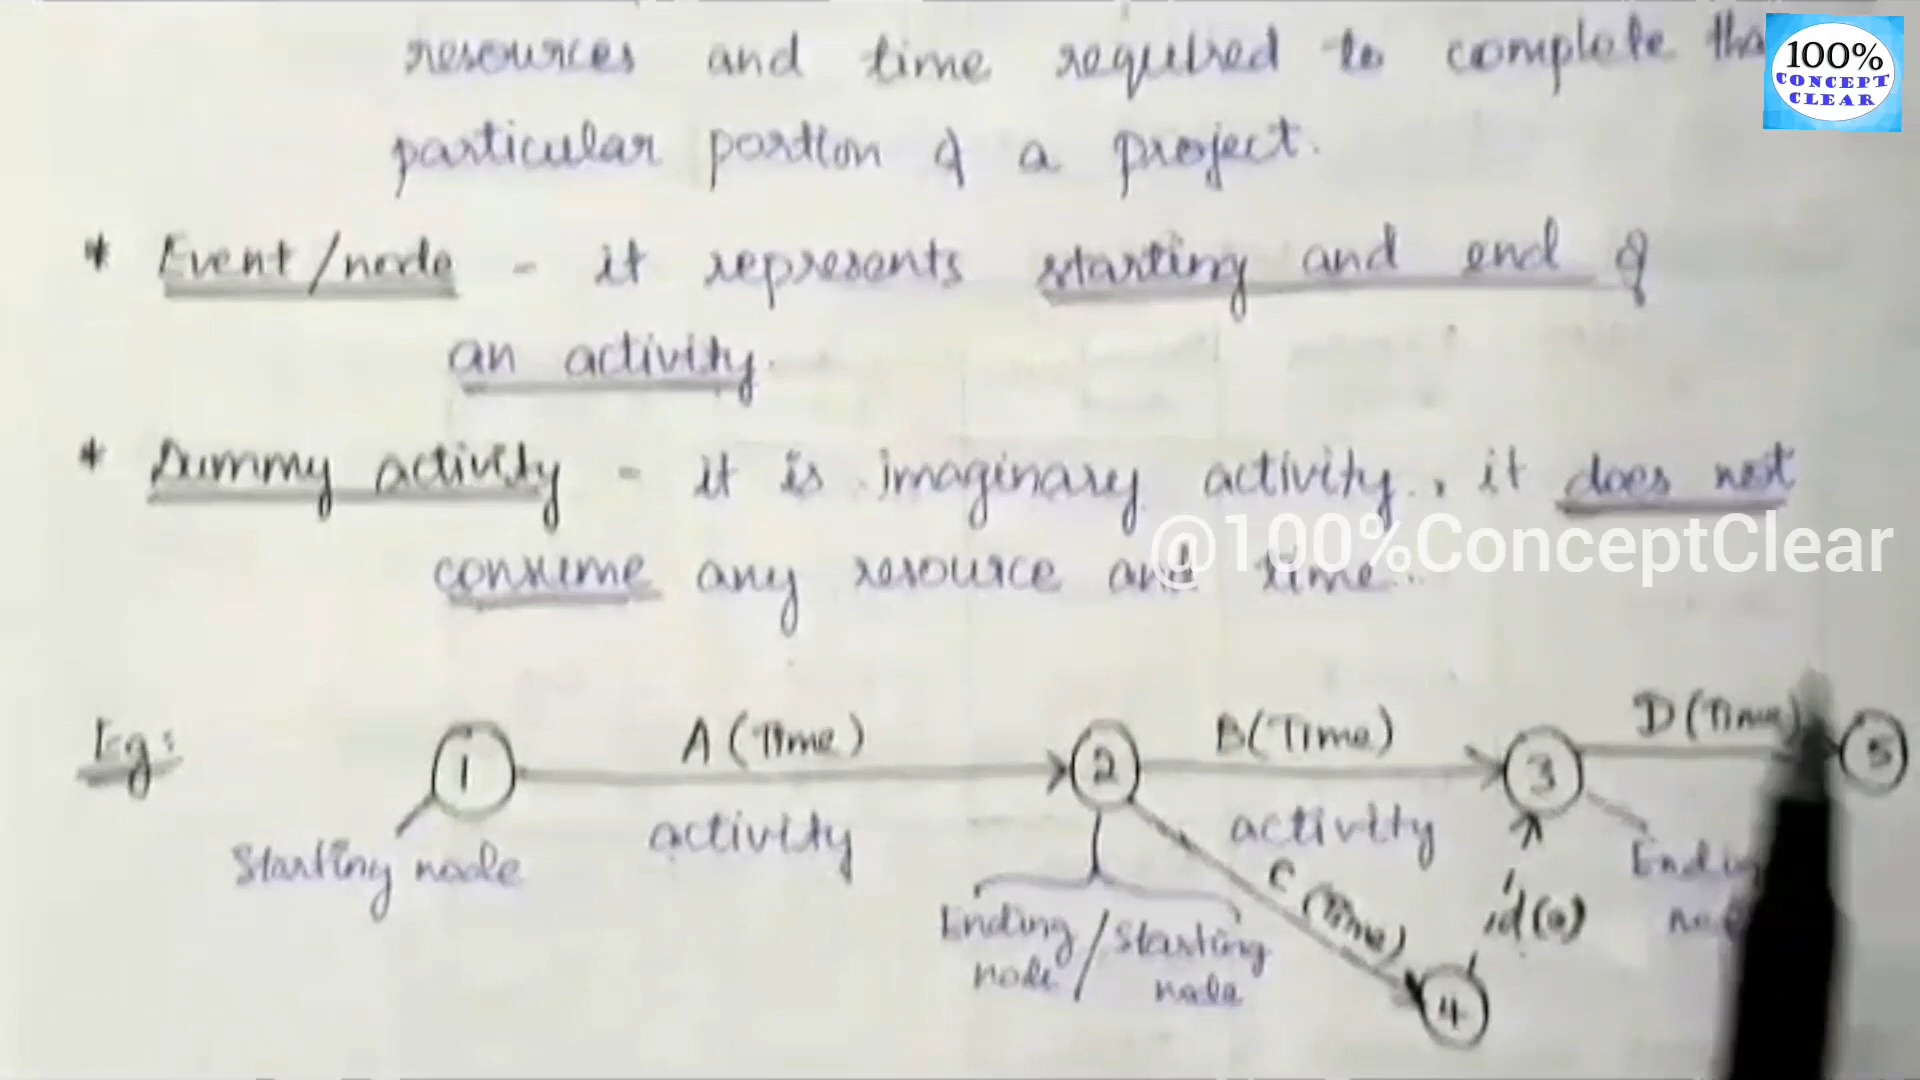 resources and time required to complete tha
particular portion of a project.
* Event/node - it represents starting and end of
an activity.
* Dummy activity - it is imaginary activity, it does not
consume any resource and time.
Eg:
1
A (Time)
activity
2
B (Time)
activity
3
D (Time)
5
Starting node
Ending node / Starting node
C (Time)
d(0)
4
100%
CONCEPT
CLEAR
@100%ConceptClear